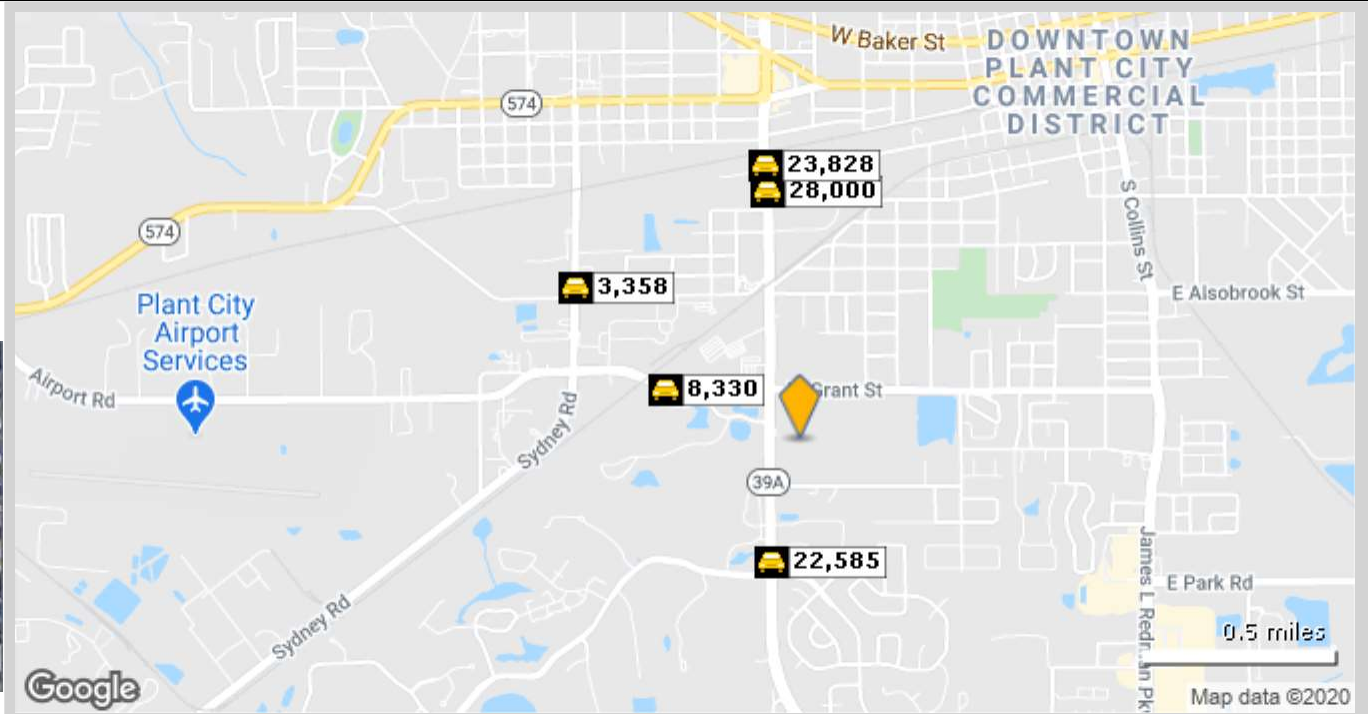 W Baker St
DOWNTOWN
PLANT CITY
COMMERCIAL
DISTRICT
574
23,828
28,000
S Collins St
574
3,358
E Alsobrook St
Plant City
Airport
Services
Airport Rd
8,330
Grant St
Sydney Rd
39A
22,585
E Park Rd
Sydney Rd
0.5 miles
Google
Map data ©2020